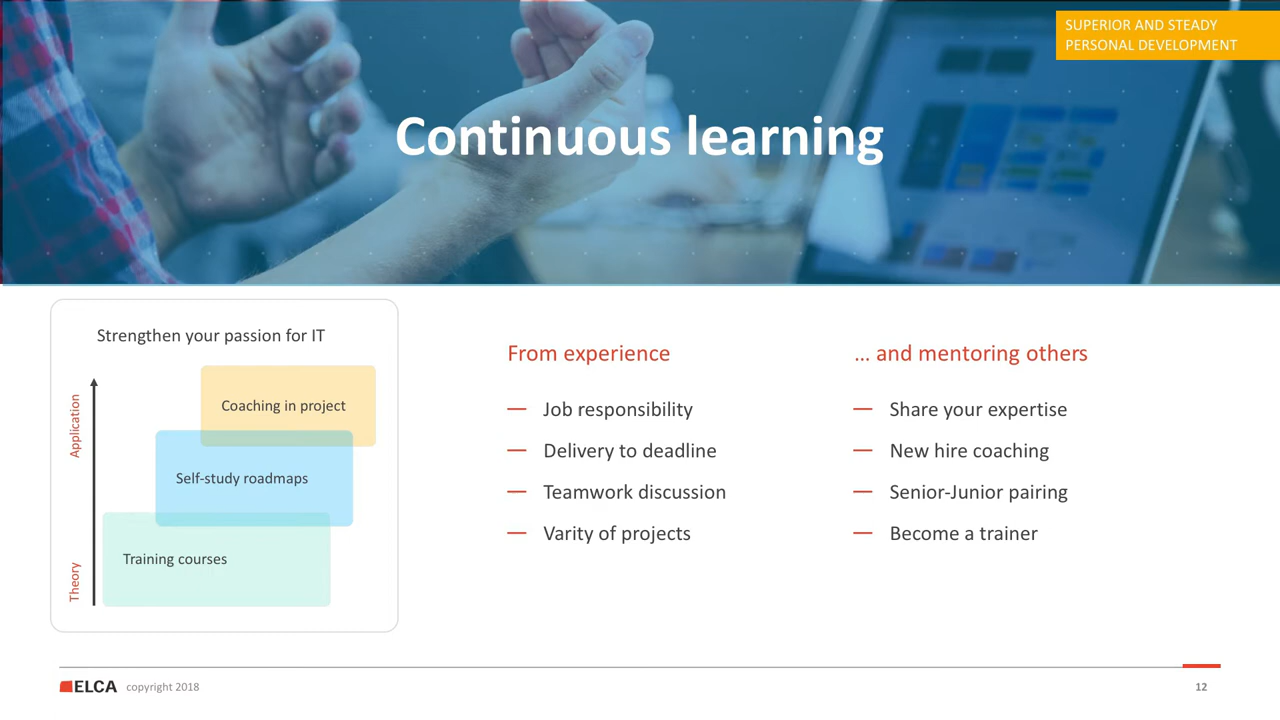 SUPERIOR AND STEADY
PERSONAL DEVELOPMENT
Continuous learning
Strengthen your passion for IT
Application
Theory
Coaching in project
Self-study roadmaps
Training courses
From experience
— Job responsibility
— Delivery to deadline
— Teamwork discussion
— Varity of projects
... and mentoring others
— Share your expertise
— New hire coaching
— Senior-Junior pairing
— Become a trainer
ELCA copyright 2018
12